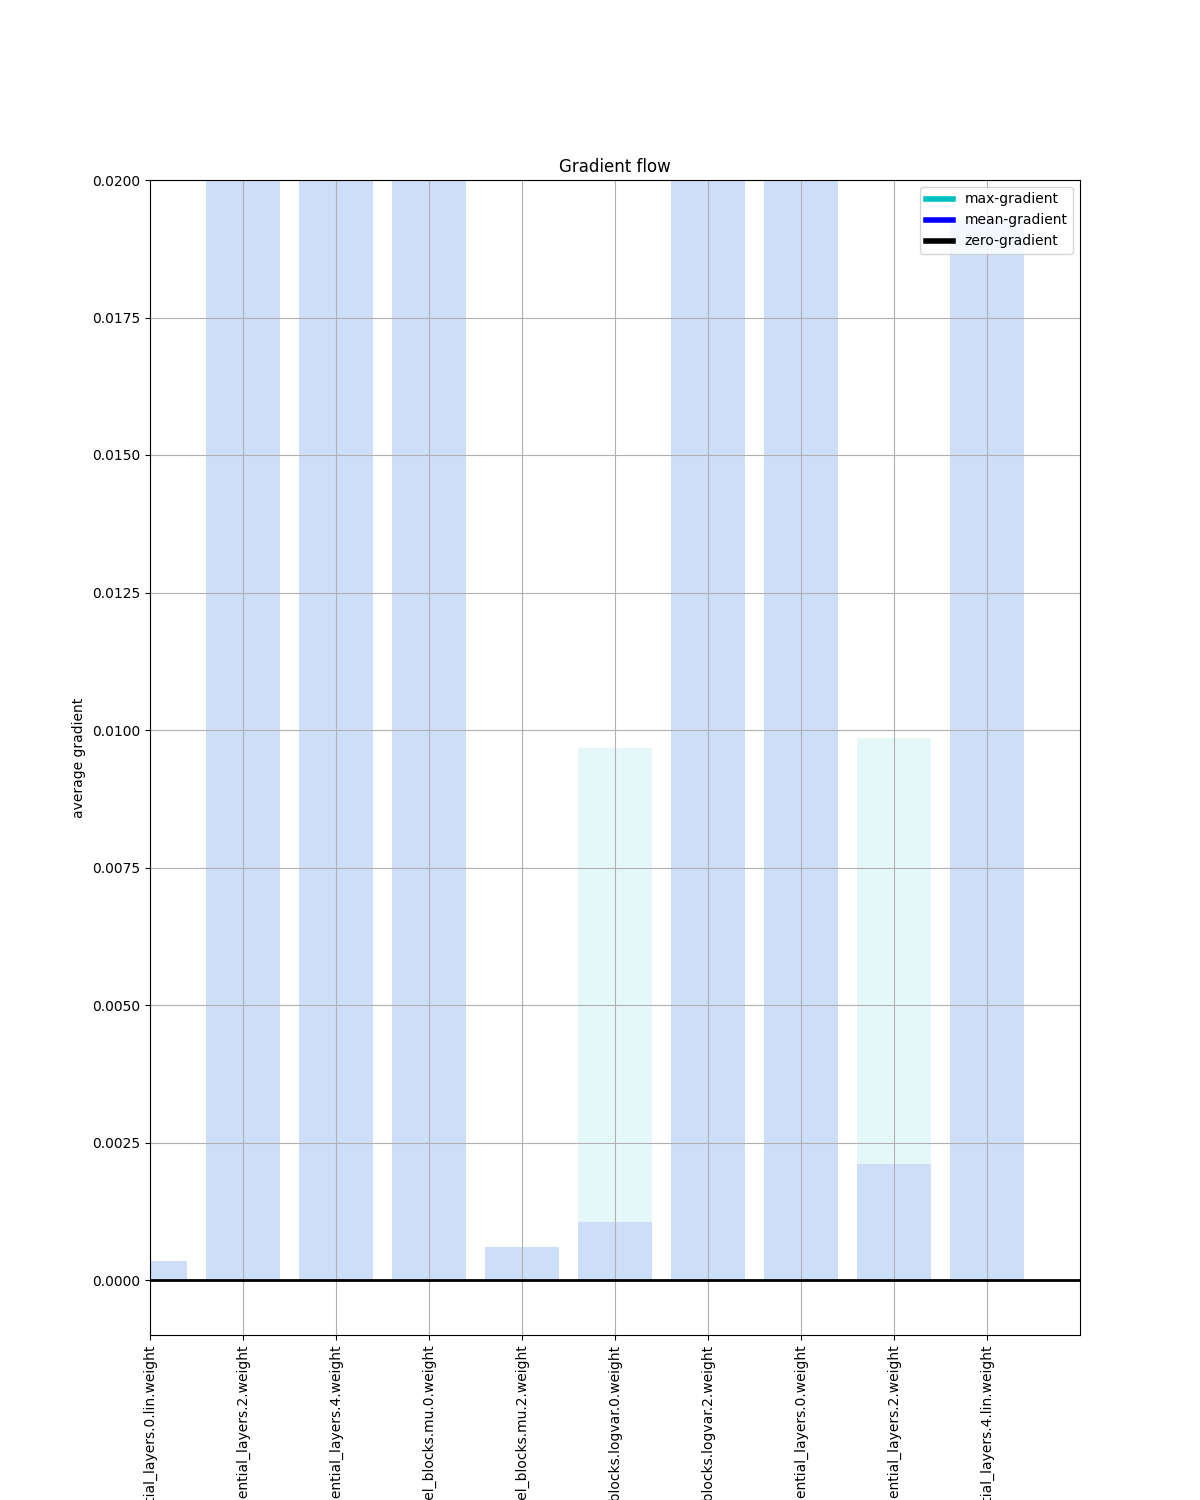 Gradient flow
max-gradient
mean-gradient
zero-gradient
0.0200
0.0175
0.0150
0.0125
0.0100
0.0075
0.0050
0.0025
0.0000
average gradient
tial_layers.0.lin.weight
ential_layers.2.weight
ential_layers.4.weight
el_blocks.mu.0.weight
el_blocks.mu.2.weight
blocks.logvar.0.weight
blocks.logvar.2.weight
ential_layers.0.weight
ential_layers.2.weight
tial_layers.4.lin.weight